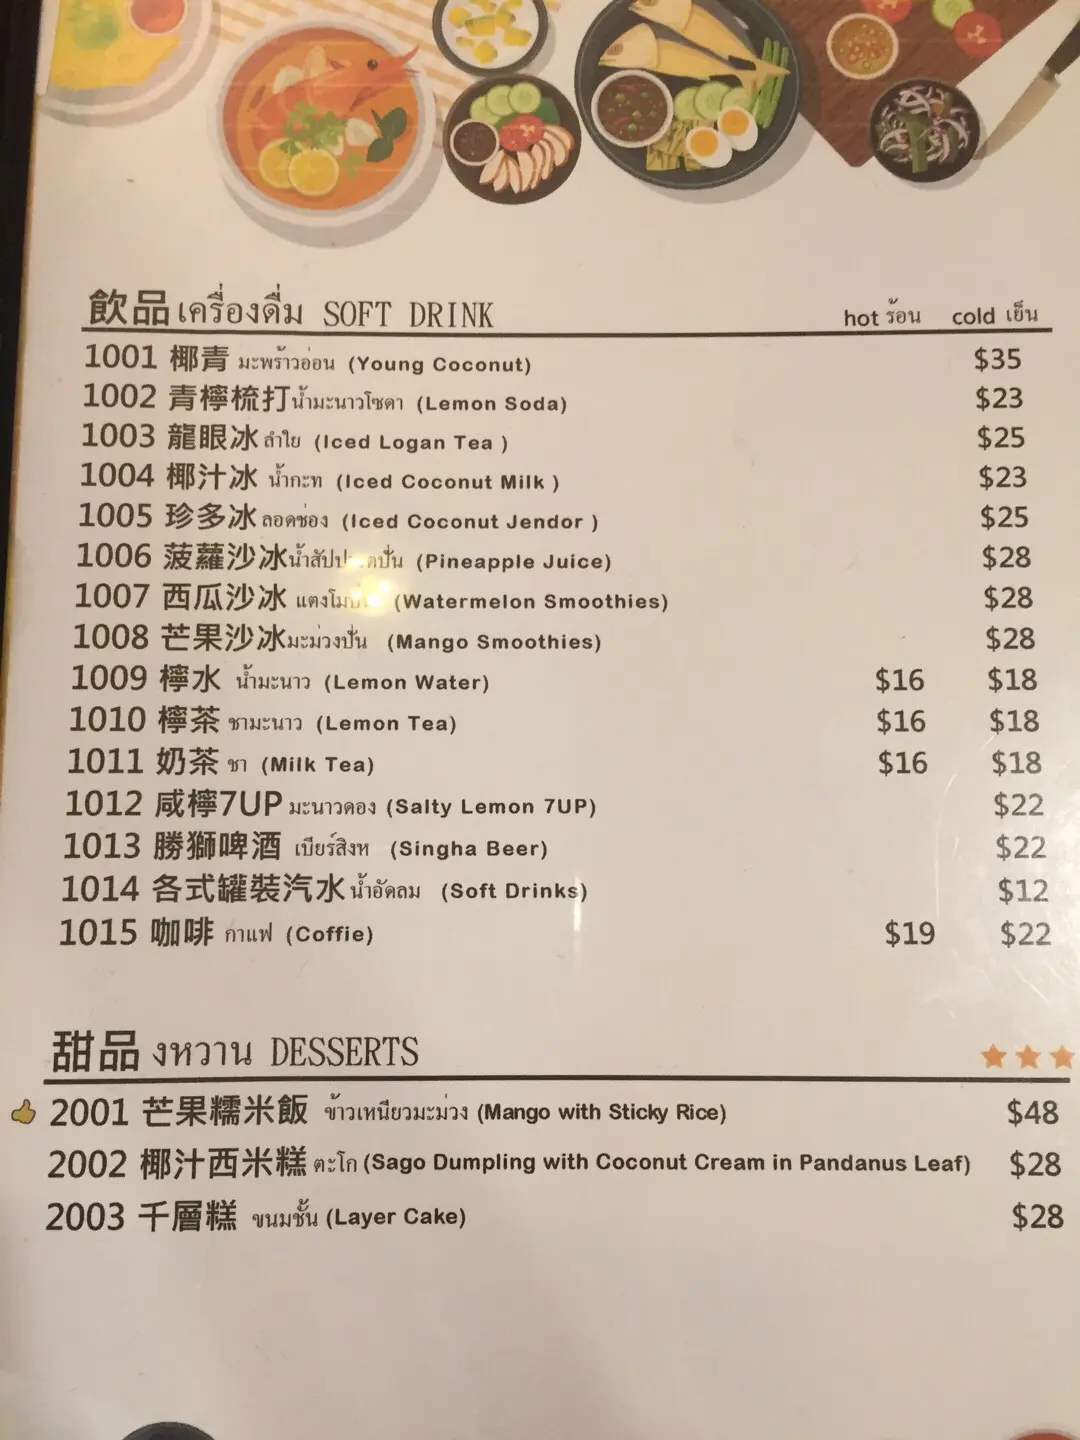 飲品 เครื่องดื่ม SOFT DRINK hot ร้อน cold เย็น
1001 椰青 มะพร้าวอ่อน (Young Coconut) $35
1002 青檸梳打 น้ำมะนาวโซดา (Lemon Soda) $23
1003 龍眼冰 ลำใย (Iced Logan Tea ) $25
1004 椰汁冰 น้ำกะท (Iced Coconut Milk ) $23
1005 珍多冰 ลอดช่อง (Iced Coconut Jendor ) $25
1006 菠蘿沙冰 (Pineapple Juice) $28
1007 西瓜沙冰 (Watermelon Smoothies) $28
1008 芒果沙冰 มะม่วงปั่น (Mango Smoothies) $28
1009 檸水 น้ำมะนาว (Lemon Water) $16 $18
1010 檸茶 ชามะนาว (Lemon Tea) $16 $18
1011 奶茶 ชา (Milk Tea) $16 $18
1012 咸檸7UP มะนาวดอง (Salty Lemon 7UP) $22
1013 勝獅啤酒 เบียร์สิงห (Singha Beer) $22
1014 各式罐裝汽水 น้ำอัดลม (Soft Drinks) $12
1015 咖啡 กาแฟ (Coffie) $19 $22
甜品 งหวาน DESSERTS
2001 芒果糯米飯 ข้าวเหนียวมะม่วง (Mango with Sticky Rice) $48
2002 椰汁西米糕 ตะโก (Sago Dumpling with Coconut Cream in Pandanus Leaf) $28
2003 千層糕 ขนมชั้น (Layer Cake) $28